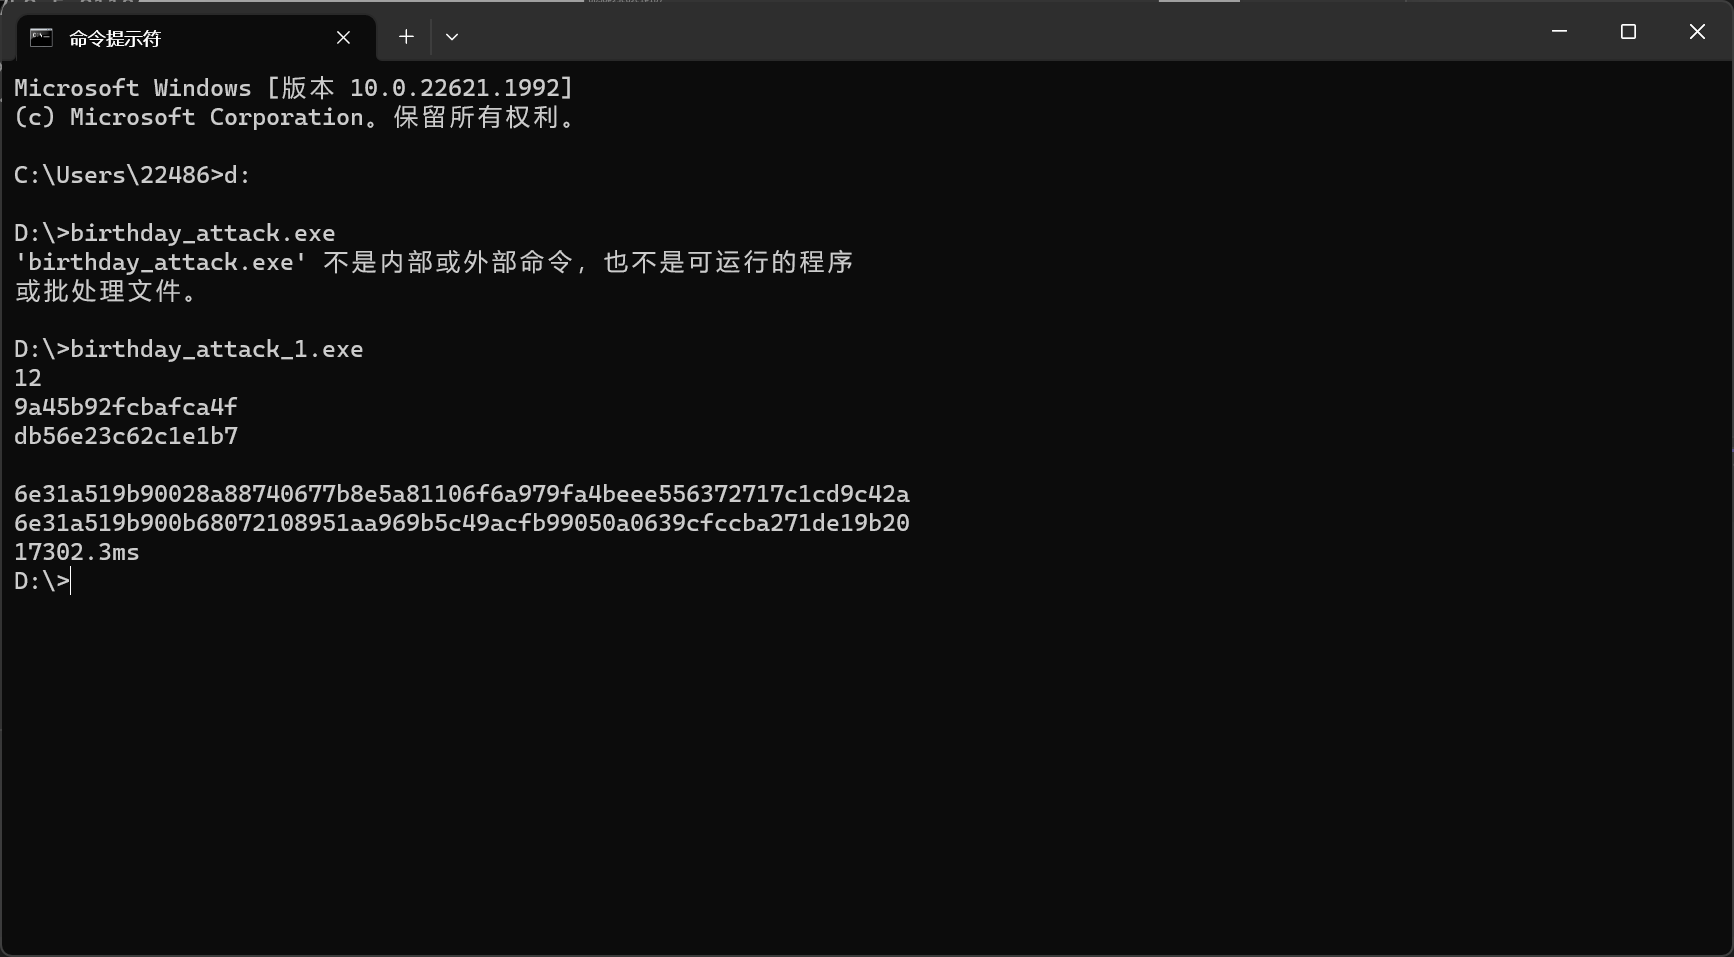 命令提示符
Microsoft Windows [版本 10.0.22621.1992]
(c) Microsoft Corporation。保留所有权利。
C:\Users\22486>d:
D:\>birthday_attack.exe
'birthday_attack.exe' 不是内部或外部命令，也不是可运行的程序
或批处理文件。
D:\>birthday_attack_1.exe
12
9a45b92fcbafca4f
db56e23c62c1e1b7
6e31a519b90028a88740677b8e5a81106f6a979fa4beee556372717c1cd9c42a
6e31a519b900b68072108951aa969b5c49acfb99050a0639cfccba271de19b20
17302.3ms
D:\>